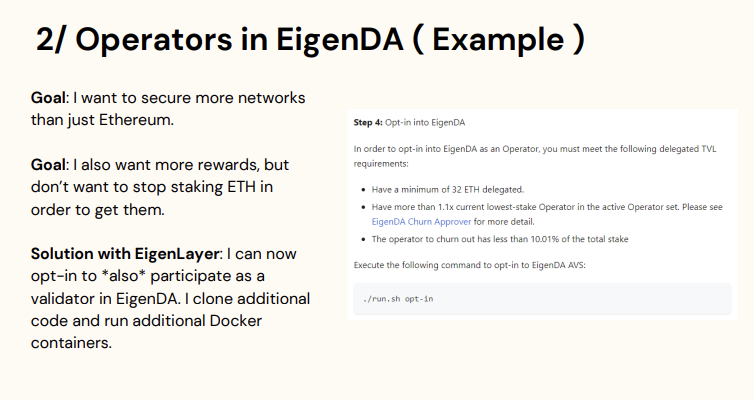 2/ Operators in EigenDA ( Example )
Goal: I want to secure more networks
than just Ethereum.
Goal: I also want more rewards, but
don’t want to stop staking ETH in
order to get them.
Solution with EigenLayer: I can now
opt-in to *also* participate as a
validator in EigenDA. I clone additional
code and run additional Docker
containers.
Step 4: Opt-in into EigenDA
In order to opt-in into EigenDA as an Operator, you must meet the following delegated TVL
requirements:
• Have a minimum of 32 ETH delegated.
• Have more than 1.1x current lowest-stake Operator in the active Operator set. Please see
EigenDA Churn Approver for more detail.
• The operator to churn out has less than 10.01% of the total stake
Execute the following command to opt-in to EigenDA AVS:
./run.sh opt-in